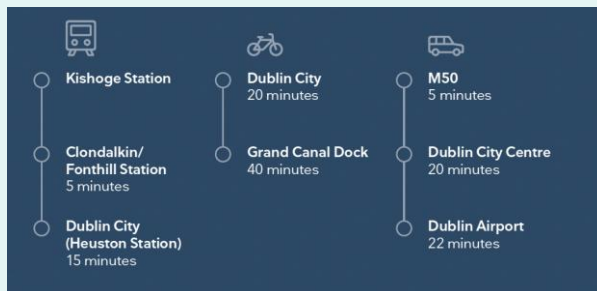 Kishoge Station
Clondalkin/
Fonthill Station
5 minutes
Dublin City
(Heuston Station)
15 minutes
Dublin City
20 minutes
Grand Canal Dock
40 minutes
M50
5 minutes
Dublin City Centre
20 minutes
Dublin Airport
22 minutes